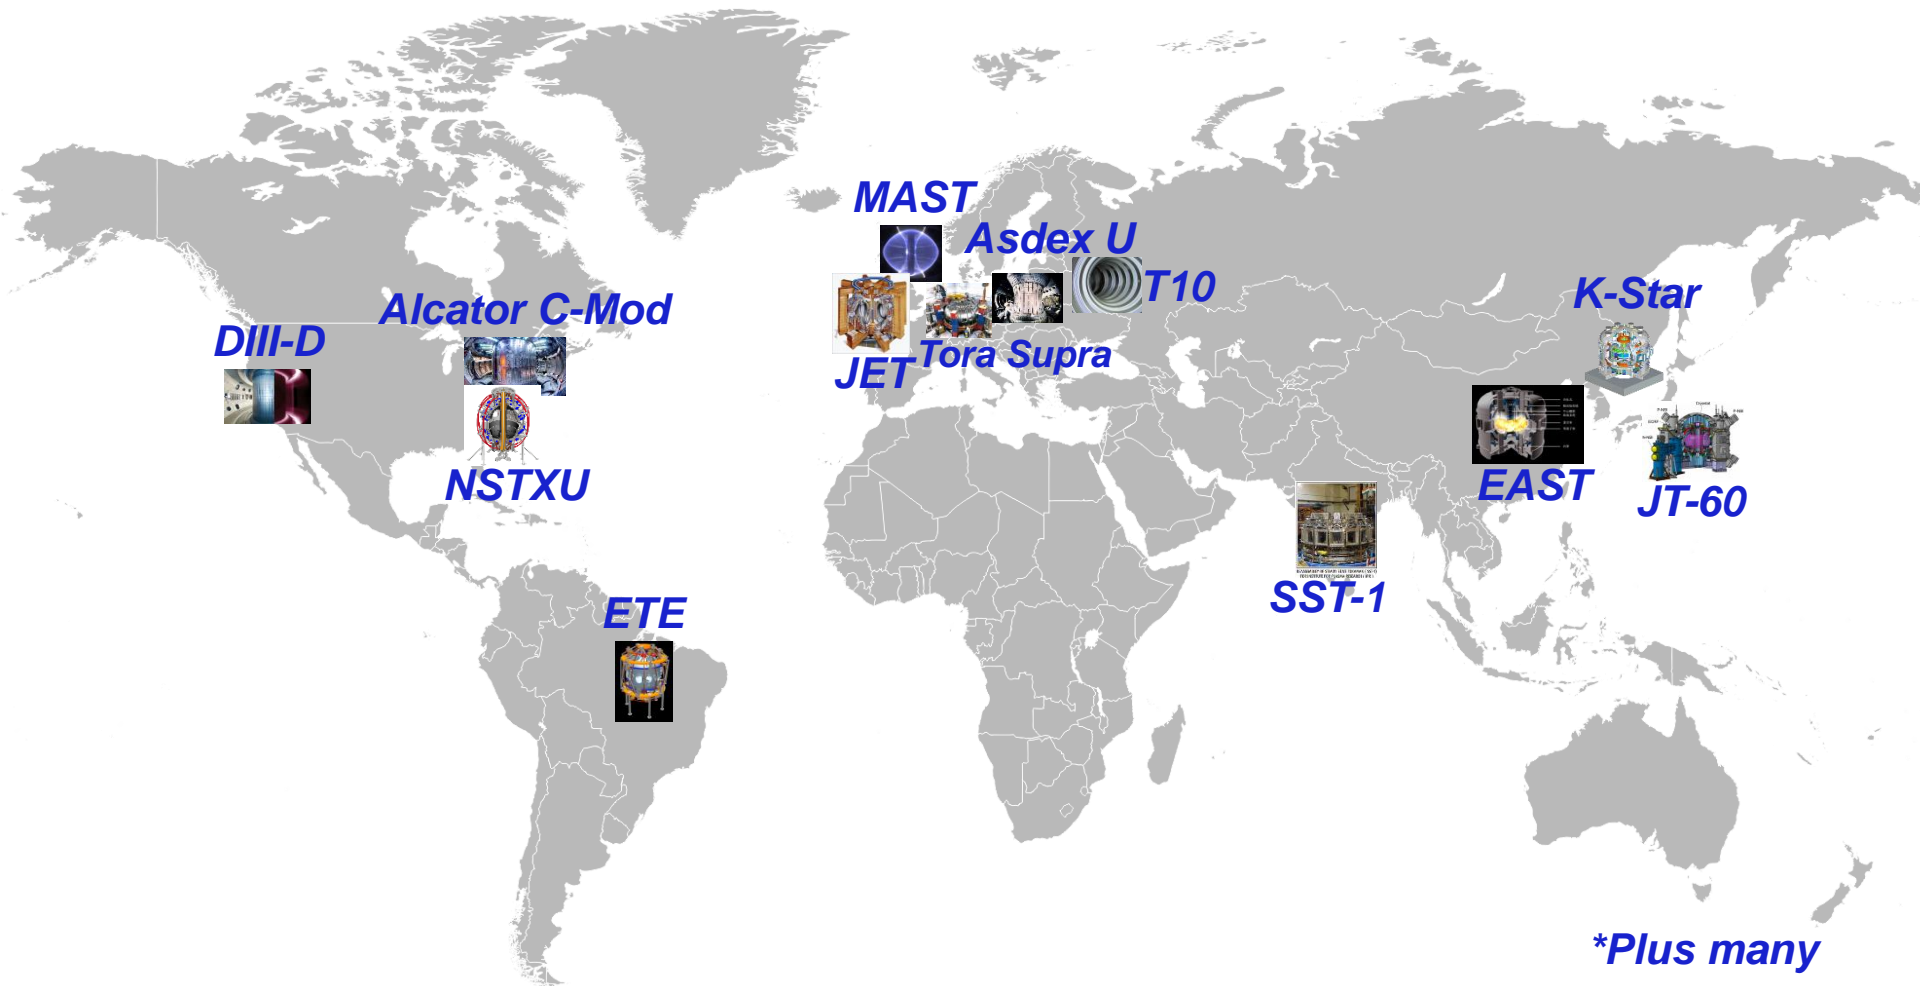 MAST
Asdex U
T10
K-Star
Alcator C-Mod
DIII-D
JET
Tora Supra
NSTXU
EAST
JT-60
SST-1
ETE
*Plus many